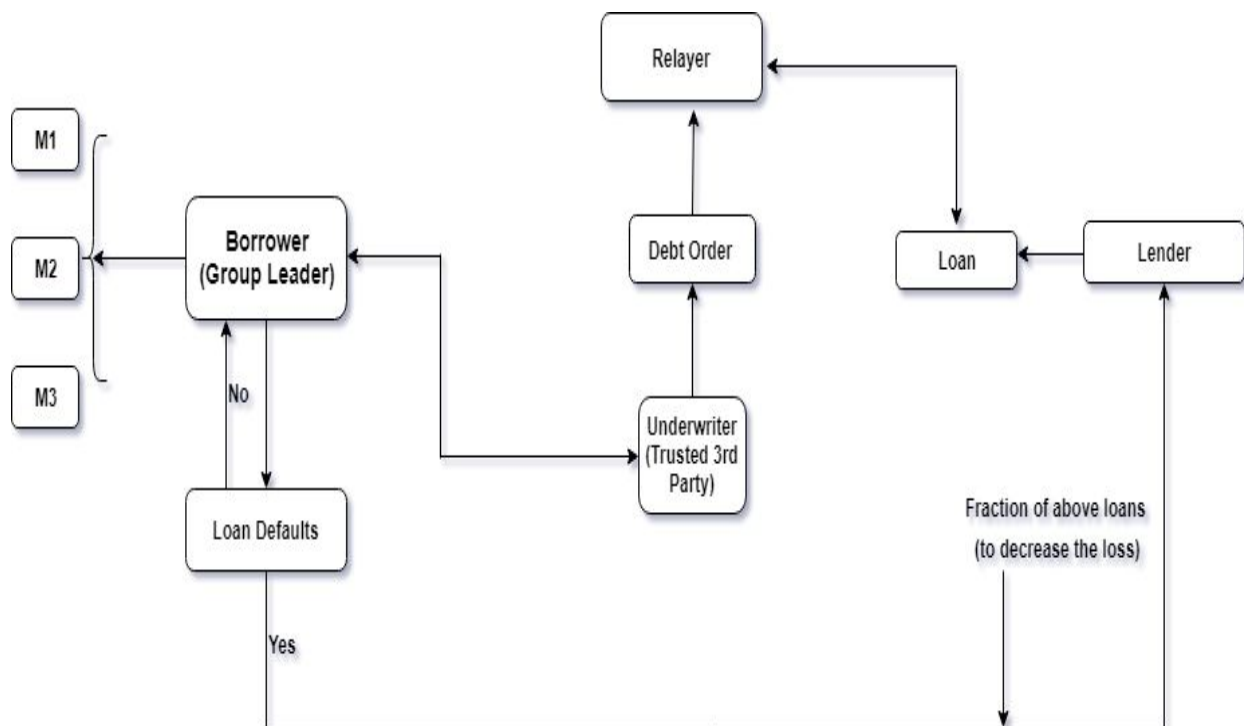 Relayer
M1
Borrower
(Group Leader)
M2
Debt Order
Loan
Lender
M3
No
Underwriter
(Trusted 3rd
Party)
Loan Defaults
Fraction of above loans
(to decrease the loss)
Yes